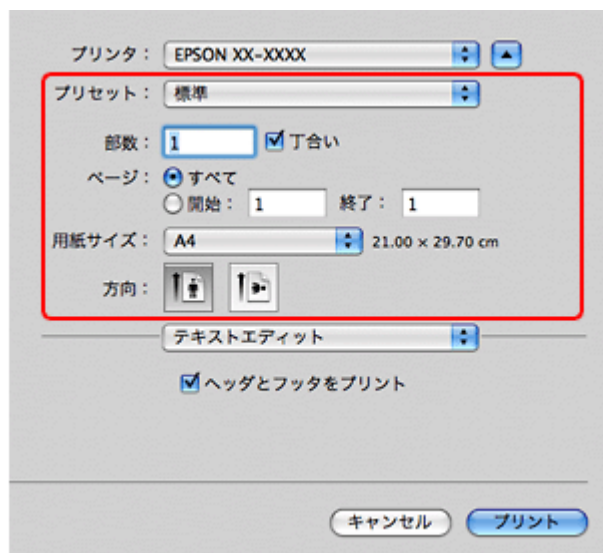 プリンタ： EPSON XX-XXXX
プリセット： 標準
部数： 1 丁合い
ページ： すべて
開始： 1 終了： 1
用紙サイズ： A4 21.00 × 29.70 cm
方向：
テキストエディット
ヘッダとフッタをプリント
キャンセル プリント